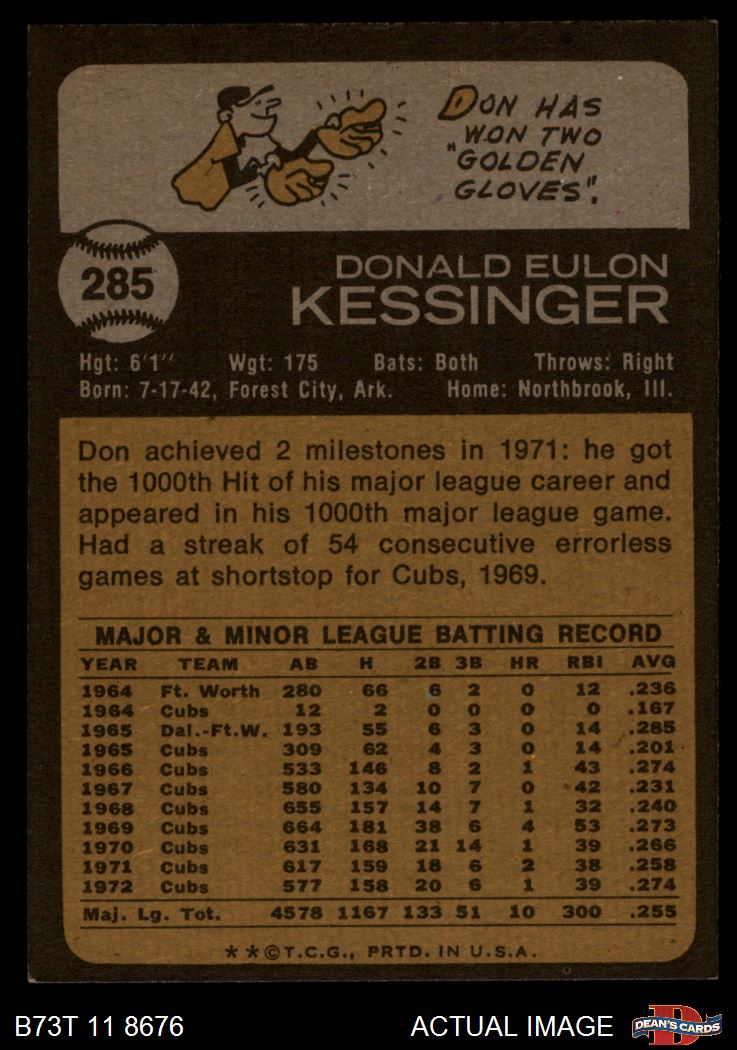 DON HAS
WON TWO
"GOLDEN
GLOVES".
285
DONALD EULON
KESSINGER
Hgt: 6'1" Wgt: 175 Bats: Both Throws: Right
Born: 7-17-42, Forest City, Ark. Home: Northbrook, Ill.
Don achieved 2 milestones in 1971: he got
the 1000th Hit of his major league career and
appeared in his 1000th major league game.
Had a streak of 54 consecutive errorless
games at shortstop for Cubs, 1969.
MAJOR & MINOR LEAGUE BATTING RECORD
YEAR TEAM AB H 2B 3B HR RBI AVG
1964 Ft. Worth 280 66 6 2 0 12 .236
1964 Cubs 12 2 0 0 0 0 .167
1965 Dal.-Ft.W. 193 55 6 3 0 14 .285
1965 Cubs 309 62 4 3 0 14 .201
1966 Cubs 533 146 8 2 1 43 .274
1967 Cubs 580 134 10 7 0 42 .231
1968 Cubs 655 157 14 7 1 32 .240
1969 Cubs 664 181 38 6 4 53 .273
1970 Cubs 631 168 21 14 1 39 .266
1971 Cubs 617 159 18 6 2 38 .258
1972 Cubs 577 158 20 6 1 39 .274
Maj. Lg. Tot. 4578 1167 133 51 10 300 .255
**©T.C.G., PRTD. IN U.S.A.
B73T 11 8676 ACTUAL IMAGE
DEAN'S CARDS